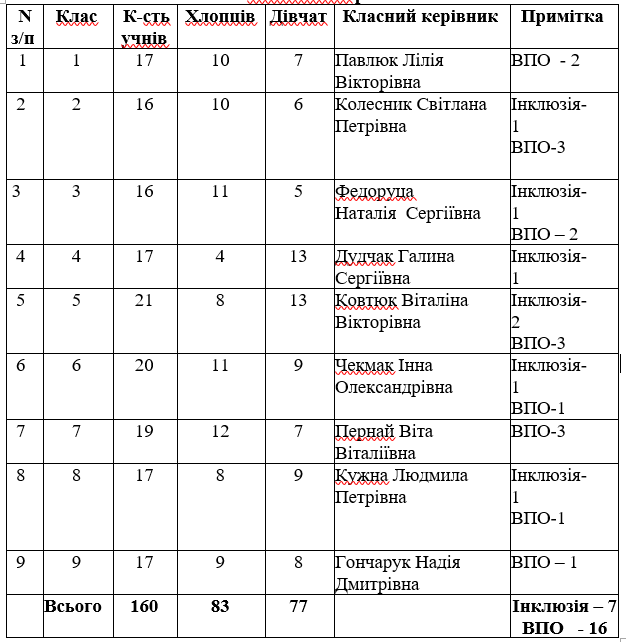 N з/п Клас К-сть учнів Хлопців Дівчат Класний керівник Примітка
1 1 17 10 7 Павлюк Лілія Вікторівна ВПО - 2
2 2 16 10 6 Колесник Світлана Петрівна Інклюзія-1 ВПО-3
3 3 16 11 5 Федоруца Наталія Сергіївна Інклюзія-1 ВПО – 2
4 4 17 4 13 Дудчак Галина Сергіївна Інклюзія-1
5 5 21 8 13 Ковтюк Віталіна Вікторівна Інклюзія-2 ВПО-3
6 6 20 11 9 Чекмак Інна Олександрівна Інклюзія-1 ВПО-1
7 7 19 12 7 Пернай Віта Віталіївна ВПО-3
8 8 17 8 9 Кужна Людмила Петрівна Інклюзія-1 ВПО-1
9 9 17 9 8 Гончарук Надія Дмитрівна ВПО – 1
Всього 160 83 77 Інклюзія – 7 ВПО - 16